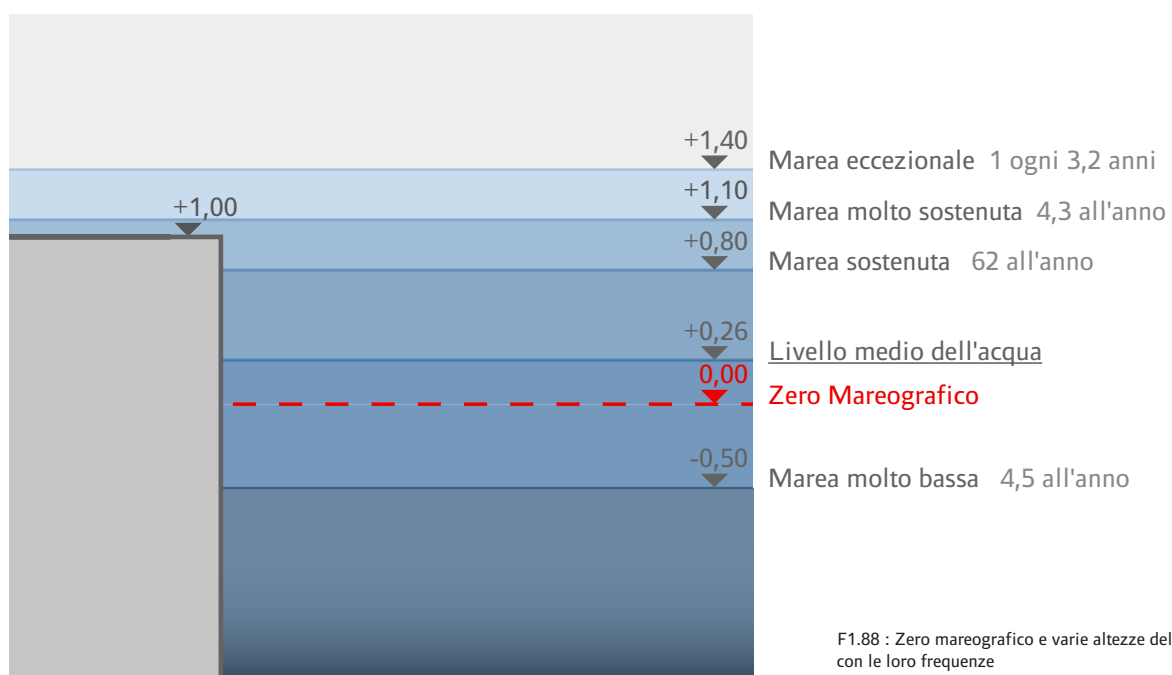 +1,40
Marea eccezionale 1 ogni 3,2 anni
+1,10
Marea molto sostenuta 4,3 all'anno
+1,00
+0,80
Marea sostenuta 62 all'anno
+0,26
Livello medio dell'acqua
0,00
Zero Mareografico
-0,50
Marea molto bassa 4,5 all'anno
F1.88 : Zero mareografico e varie altezze del
con le loro frequenze